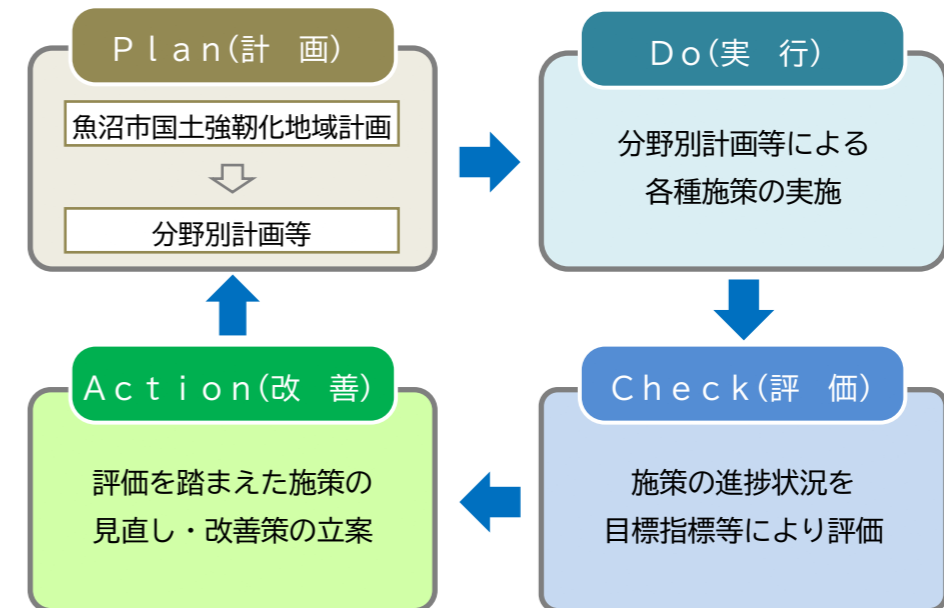 Ｐｌａｎ(計　画)
魚沼市国土強靭化地域計画
分野別計画等
Ｄｏ(実　行)
分野別計画等による
各種施策の実施
Ａｃｔｉｏｎ(改　善)
評価を踏まえた施策の
見直し・改善策の立案
Ｃｈｅｃｋ(評　価)
施策の進捗状況を
目標指標等により評価